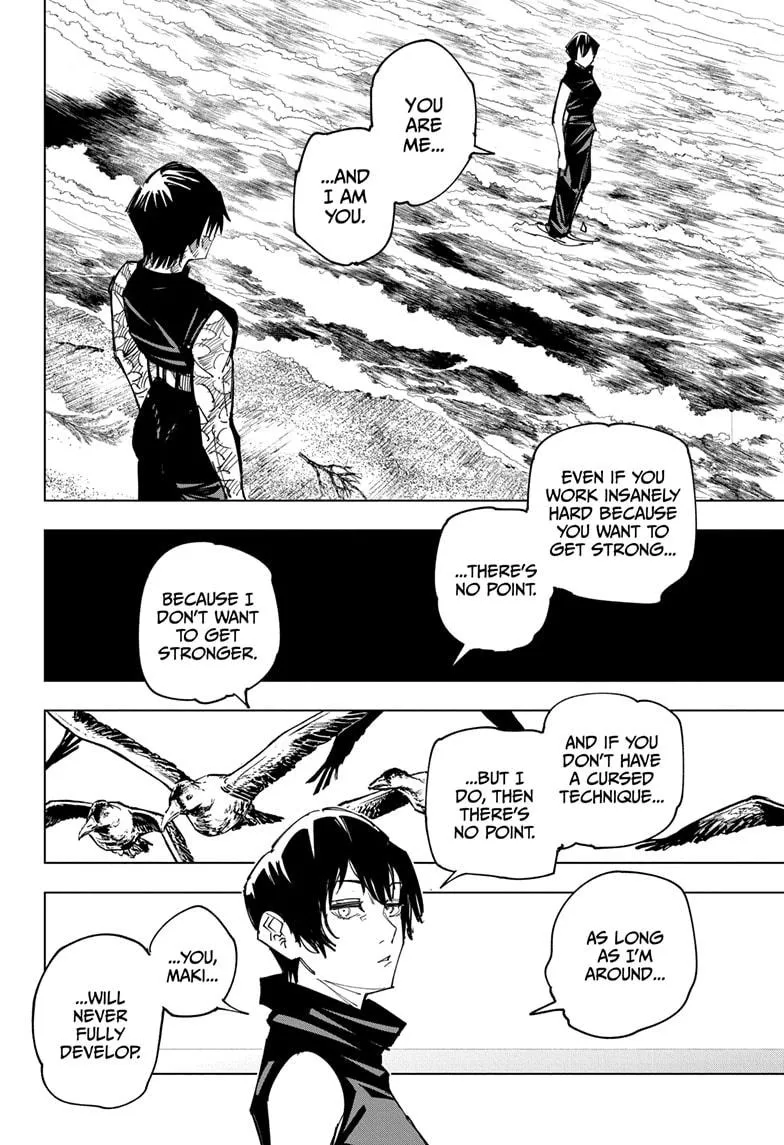 YOU
ARE
ME...
...AND
I AM
YOU.
EVEN IF YOU
WORK INSANELY
HARD BECAUSE
YOU WANT TO
GET STRONG...
...THERE'S
NO POINT.
BECAUSE I
DON'T WANT
TO GET
STRONGER.
AND IF YOU
DON'T HAVE
A CURSED
TECHNIQUE...
...BUT I
DO, THEN
THERE'S
NO POINT.
AS LONG
AS I'M
AROUND...
...YOU,
MAKI...
...WILL
NEVER
FULLY
DEVELOP.